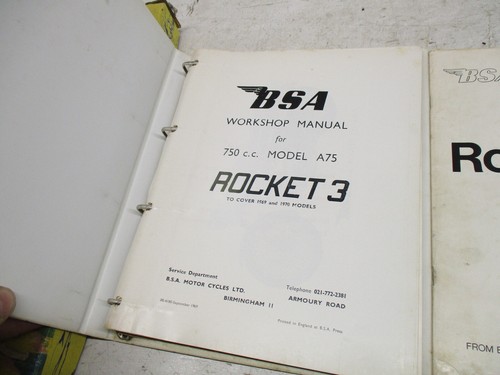 BSA
WORKSHOP MANUAL
for
750 c.c. MODEL A75
ROCKET 3
TO COVER 1969 and 1970 MODELS
Service Department
B.S.A. MOTOR CYCLES LTD.
BIRMINGHAM 11
Telephone 021-772-2381
ARMOURY ROAD
Printed in England at B.S.A. Press
BSA
Ro
FROM E